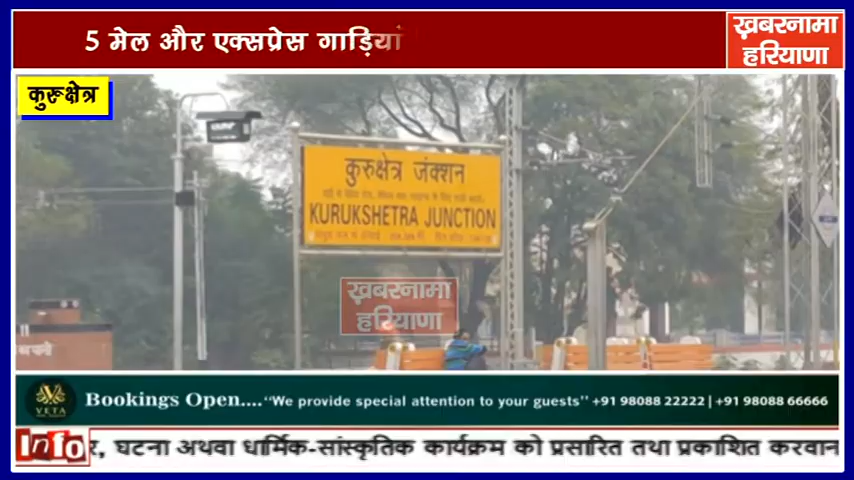 5 मेल और एक्सप्रेस गाड़ियां
ख़बरनामा
हरियाणा
कुरूक्षेत्र
कुरुक्षेत्र जंक्शन
KURUKSHETRA JUNCTION
ख़बरनामा
हरियाणा
VETA
Bookings Open...."We provide special attention to your guests" +91 98088 22222 | +91 98088 66666
Info
र, घटना अथवा धार्मिक-सांस्कृतिक कार्यक्रम को प्रसारित तथा प्रकाशित करवान